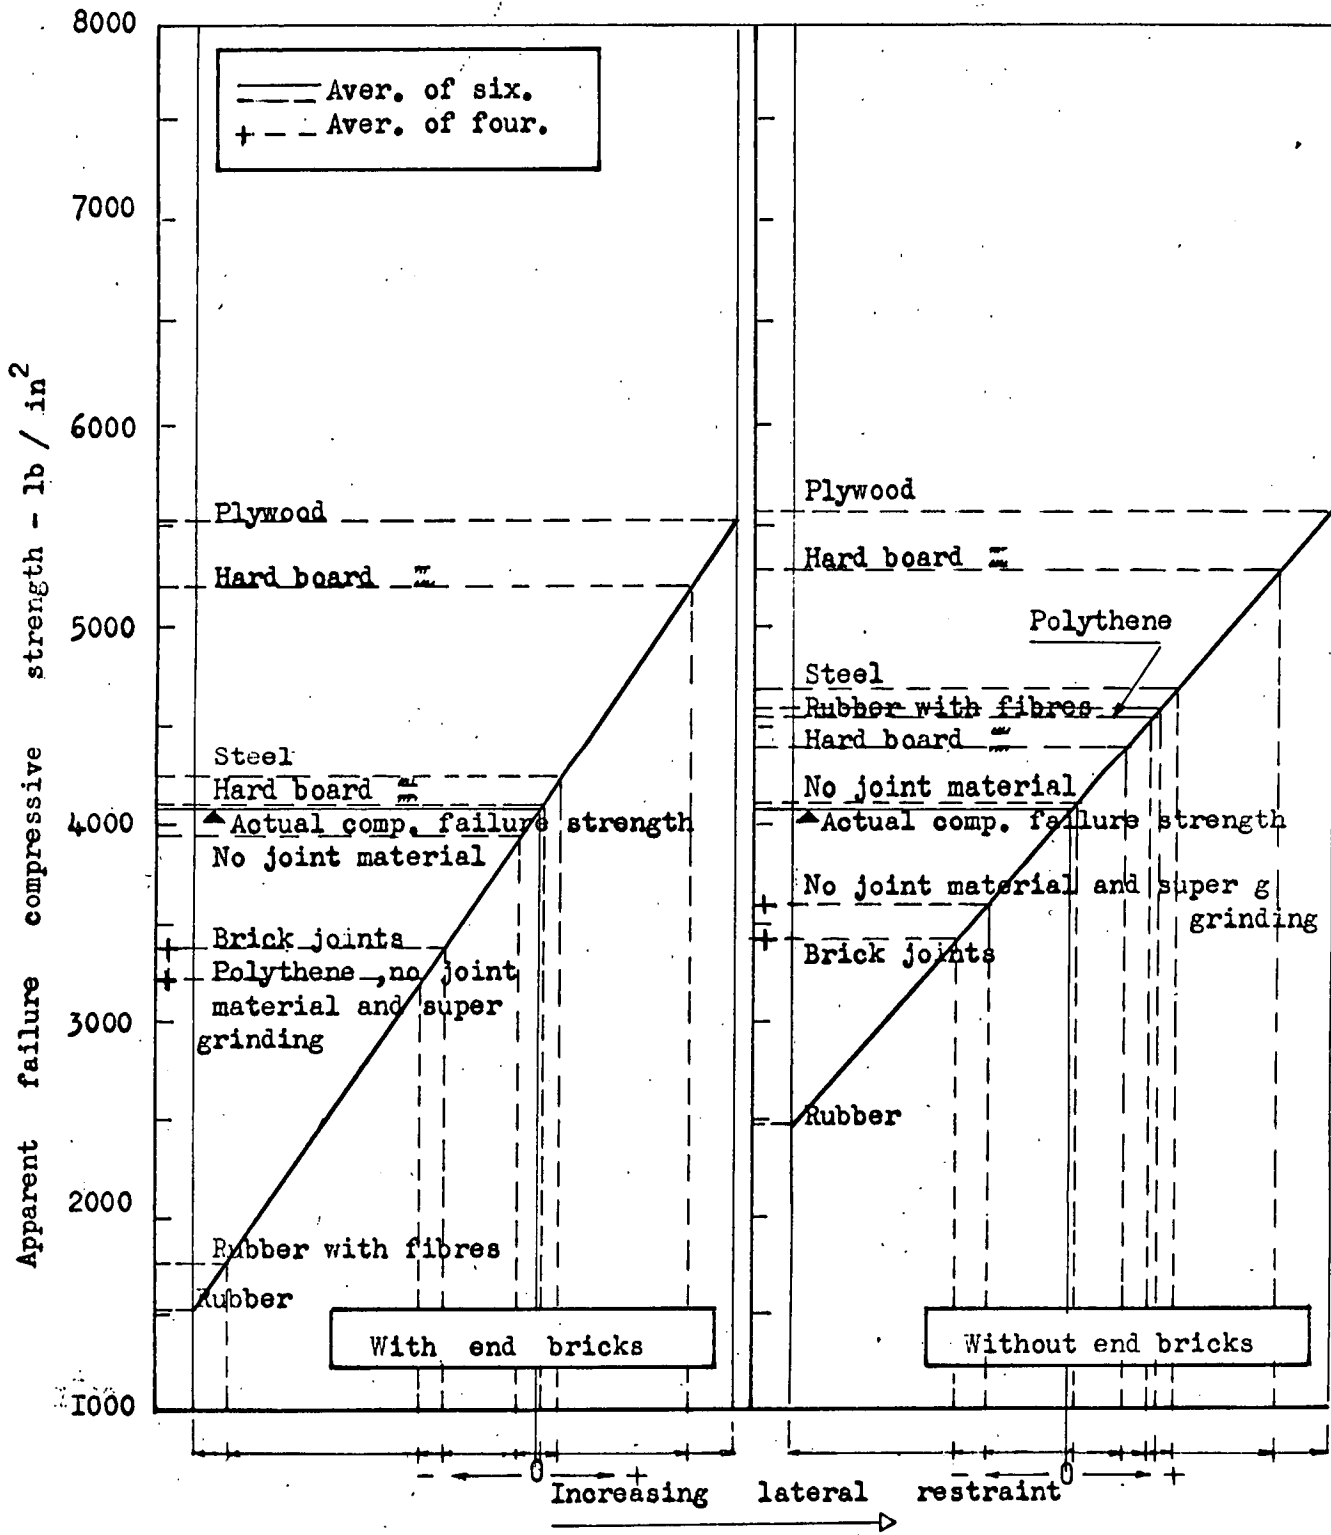 8000
Aver. of six.
+ - - Aver. of four.
7000
6000
5000
4000
3000
2000
I000
Apparent failure compressive strength - lb / in²
Plywood
Hard board
Steel
Hard board
Actual comp. failure strength
No joint material
Brick joints
Polythene ,no joint
material and super
grinding
Rubber with fibres
Rubber
With end bricks
Plywood
Hard board
Polythene
Steel
Rubber with fibres
Hard board
No joint material
Actual comp. failure strength
No joint material and super g
grinding
Brick joints
Rubber
Without end bricks
- 0 +
- 0 +
Increasing lateral restraint